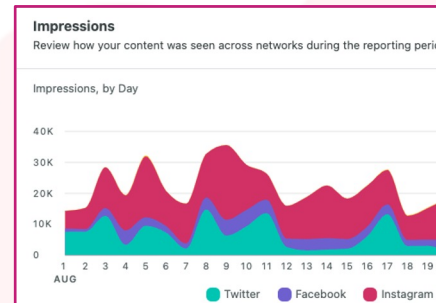 Impressions
Review how your content was seen across networks during the reporting
Impressions, by Day
40K
30K
20K
10K
0
1 2 3 4 5 6 7 8 9 10 11 12 13 14 15 16 17 18 19
AUG
Twitter Facebook Instagram